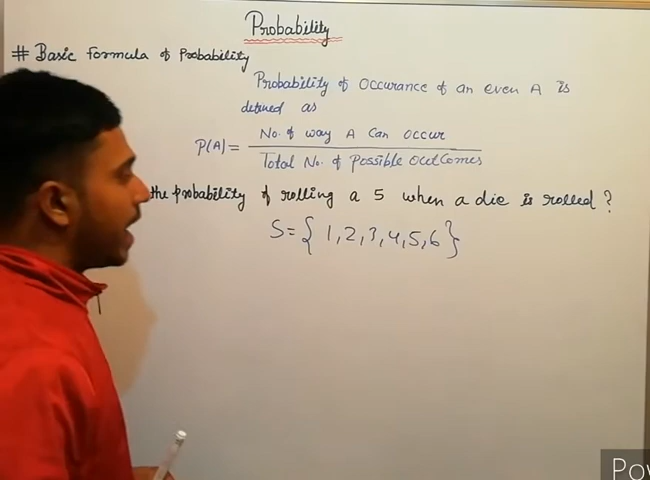 Probability
# Basic formula of Probability
Probability of occurance of an even A is
defined as
P(A)= No. of way A can occur
Total No. of Possible outcomes
the probability of rolling a 5 when a die is rolled ?
S={ 1,2,3,4,5,6 }
Pow